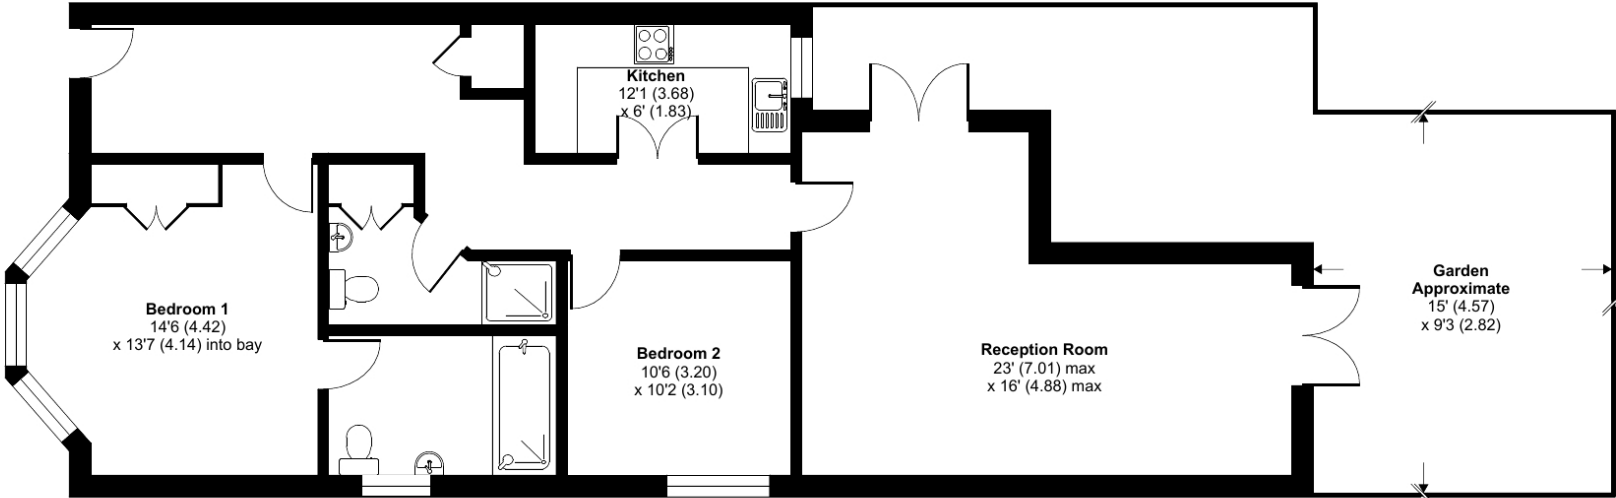 Kitchen
12'1 (3.68)
x 6' (1.83)
Bedroom 1
14'6 (4.42)
x 13'7 (4.14) into bay
Bedroom 2
10'6 (3.20)
x 10'2 (3.10)
Reception Room
23' (7.01) max
x 16' (4.88) max
Garden
Approximate
15' (4.57)
x 9'3 (2.82)